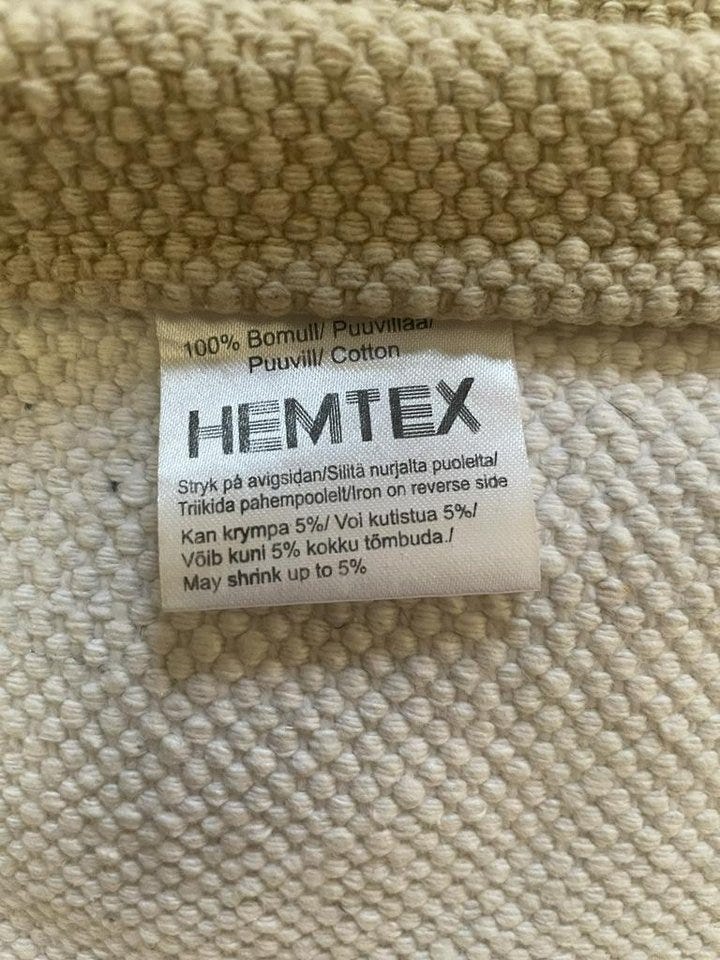 100% Bomull/ Puuvillaa/
Puuvill/ Cotton
HEMTEX
Stryk på avigsidan/Silitä nurjalta puolelta/
Triikida pahempoolelt/Iron on reverse side
Kan krympa 5%/ Voi kutistua 5%/
Võib kuni 5% kokku tõmbuda./
May shrink up to 5%